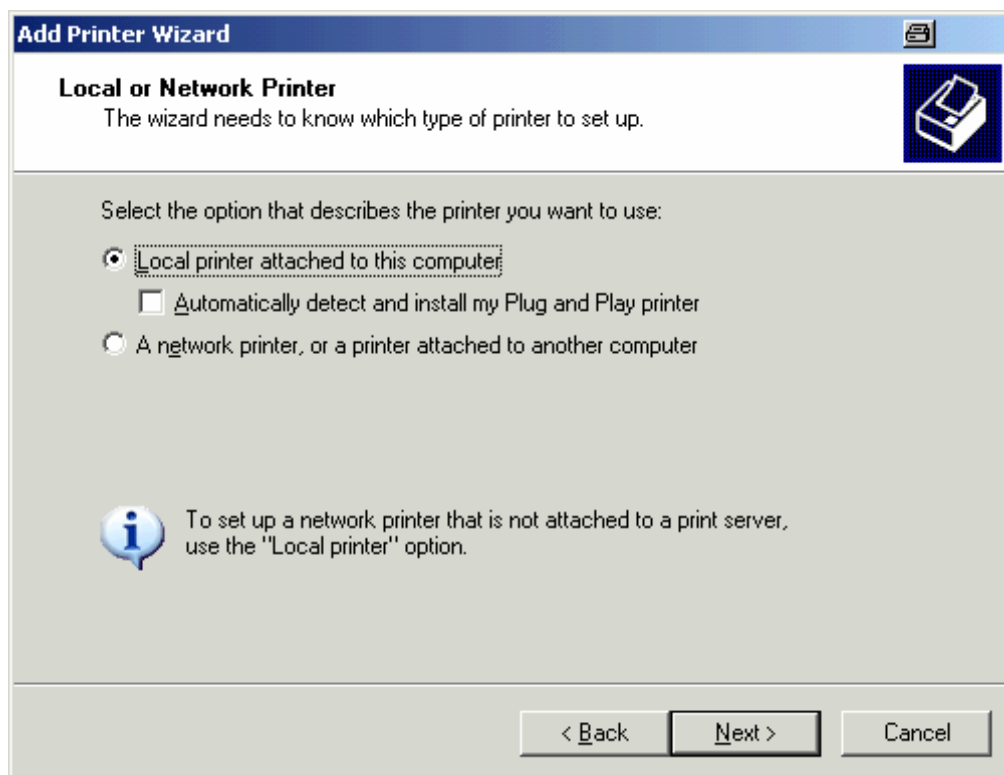 Add Printer Wizard
Local or Network Printer
The wizard needs to know which type of printer to set up.
Select the option that describes the printer you want to use:
Local printer attached to this computer
Automatically detect and install my Plug and Play printer
A network printer, or a printer attached to another computer
To set up a network printer that is not attached to a print server,
use the "Local printer" option.
< Back Next > Cancel